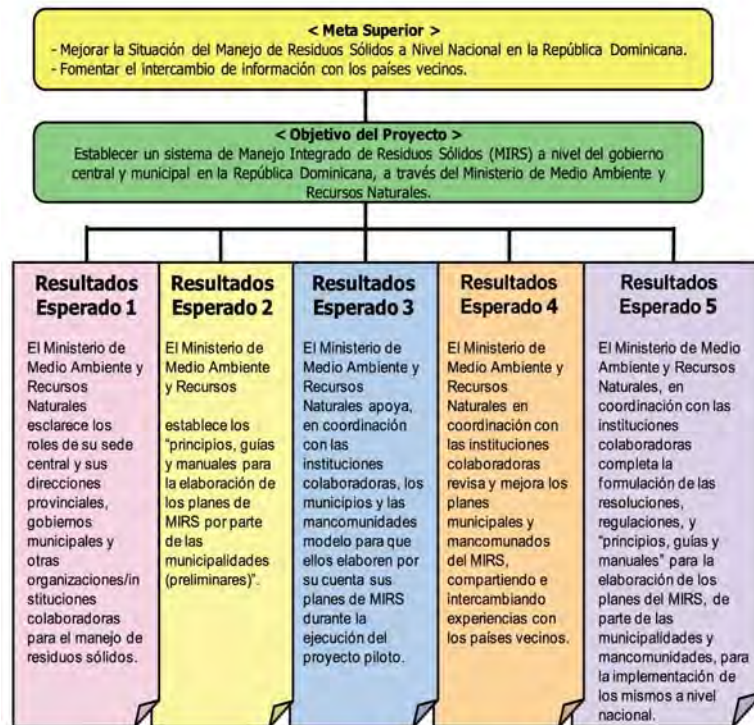 < Meta Superior >
- Mejorar la Situación del Manejo de Residuos Sólidos a Nivel Nacional en la República Dominicana.
- Fomentar el intercambio de información con los países vecinos.
< Objetivo del Proyecto >
Establecer un sistema de Manejo Integrado de Residuos Sólidos (MIRS) a nivel del gobierno
central y municipal en la República Dominicana, a través del Ministerio de Medio Ambiente y
Recursos Naturales.
Resultados
Esperado 1
El Ministerio de
Medio Ambiente y
Recursos
Naturales
esclarece los
roles de su sede
central y sus
direcciones
provinciales,
gobiernos
municipales y
otras
organizaciones/in
stituciones
colaboradoras
para el manejo de
residuos sólidos.
Resultados
Esperado 2
El Ministerio de
Medio Ambiente
y Recursos
establece los
"principios, guías
y manuales para
la elaboración de
los planes de
MIRS por parte
de las
municipalidades
(preliminares)".
Resultados
Esperado 3
El Ministerio de
Medio Ambiente y
Recursos
Naturales apoya,
en coordinación
con las
instituciones
colaboradoras, los
municipios y las
mancomunidades
modelo para que
ellos elaboren por
su cuenta sus
planes de MIRS
durante la
ejecución del
proyecto piloto.
Resultados
Esperado 4
El Ministerio de
Medio Ambiente y
Recursos
Naturales en
coordinación con
las instituciones
colaboradoras
revisa y mejora los
planes
municipales y
mancomunados
del MIRS,
compartiendo e
intercambiando
experiencias con
los países vecinos.
Resultados
Esperado 5
El Ministerio de Medio
Ambiente y Recursos
Naturales, en
coordinación con las
instituciones
colaboradoras
completa la
formulación de las
resoluciones,
regulaciones, y
"principios, guías y
manuales" para la
elaboración de los
planes del MIRS, de
parte de las
municipalidades y
mancomunidades, para
la implementación de
los mismos a nivel
nacional.